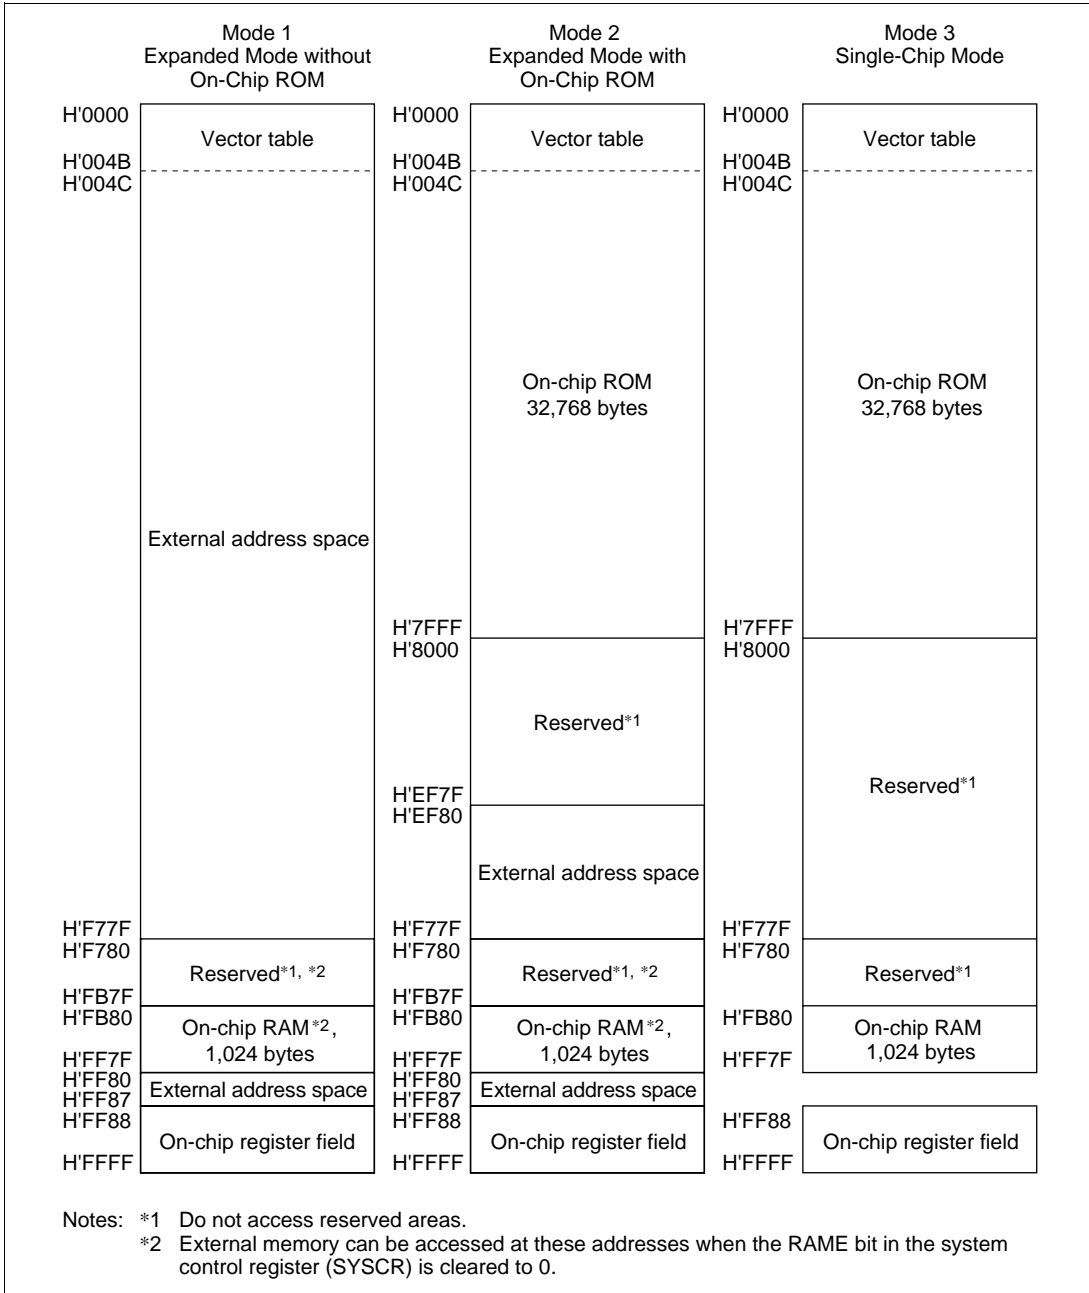 Mode 1
Expanded Mode without
On-Chip ROM
H'0000
Vector table
H'004B
H'004C
External address space
H'F77F
H'F780
Reserved*1, *2
H'FB7F
H'FB80
On-chip RAM*2,
1,024 bytes
H'FF7F
H'FF80
External address space
H'FF87
H'FF88
On-chip register field
H'FFFF
Mode 2
Expanded Mode with
On-Chip ROM
H'0000
Vector table
H'004B
H'004C
On-chip ROM
32,768 bytes
H'7FFF
H'8000
Reserved*1
H'EF7F
H'EF80
External address space
H'F77F
H'F780
Reserved*1, *2
H'FB7F
H'FB80
On-chip RAM*2,
1,024 bytes
H'FF7F
H'FF80
External address space
H'FF87
H'FF88
On-chip register field
H'FFFF
Mode 3
Single-Chip Mode
H'0000
Vector table
H'004B
H'004C
On-chip ROM
32,768 bytes
H'7FFF
H'8000
Reserved*1
H'F77F
H'F780
Reserved*1
H'FB80
On-chip RAM
1,024 bytes
H'FF7F
H'FF88
On-chip register field
H'FFFF
Notes: *1 Do not access reserved areas.
*2 External memory can be accessed at these addresses when the RAME bit in the system
control register (SYSCR) is cleared to 0.